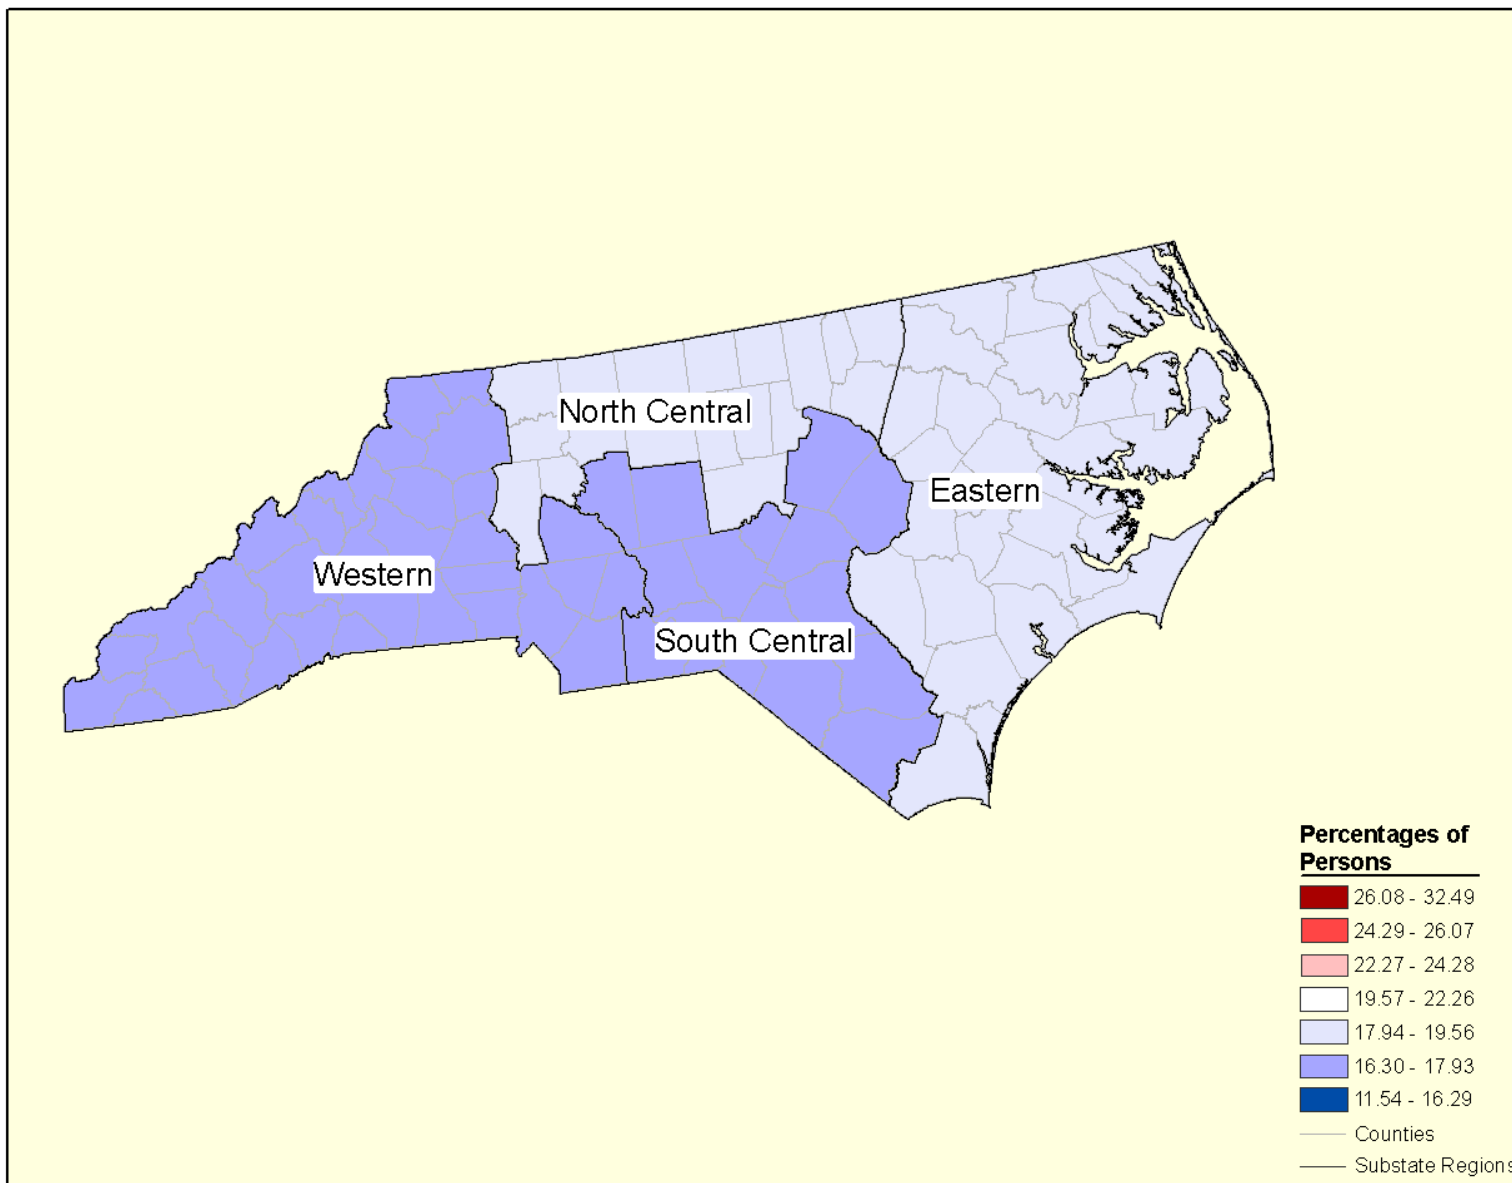 North Central
Eastern
Western
South Central
Percentages of
Persons
26.08 - 32.49
24.29 - 26.07
22.27 - 24.28
19.57 - 22.26
17.94 - 19.56
16.30 - 17.93
11.54 - 16.29
Counties
Substate Regions